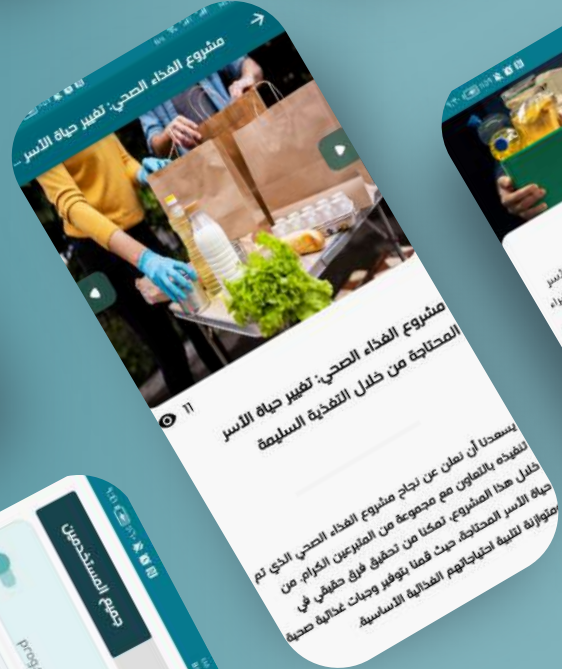 مشروع الغذاء الصحي: تغيير حياة الأسر ...
١١
مشروع الغذاء الصحي: تغيير حياة الأسر
المحتاجة من خلال التغذية السليمة
يسعدنا أن نعلن عن نجاح مشروع الغذاء الصحي الذي تم
تنفيذه بالتعاون مع مجموعة من المتبرعين الكرام. من
خلال هذا المشروع، تمكنا من تحقيق فرق حقيقي في
حياة الأسر المحتاجة، حيث قمنا بتوفير وجبات غذائية صحية
ومتوازنة لتلبية احتياجاتهم الغذائية الأساسية.
جميع المستخدمين